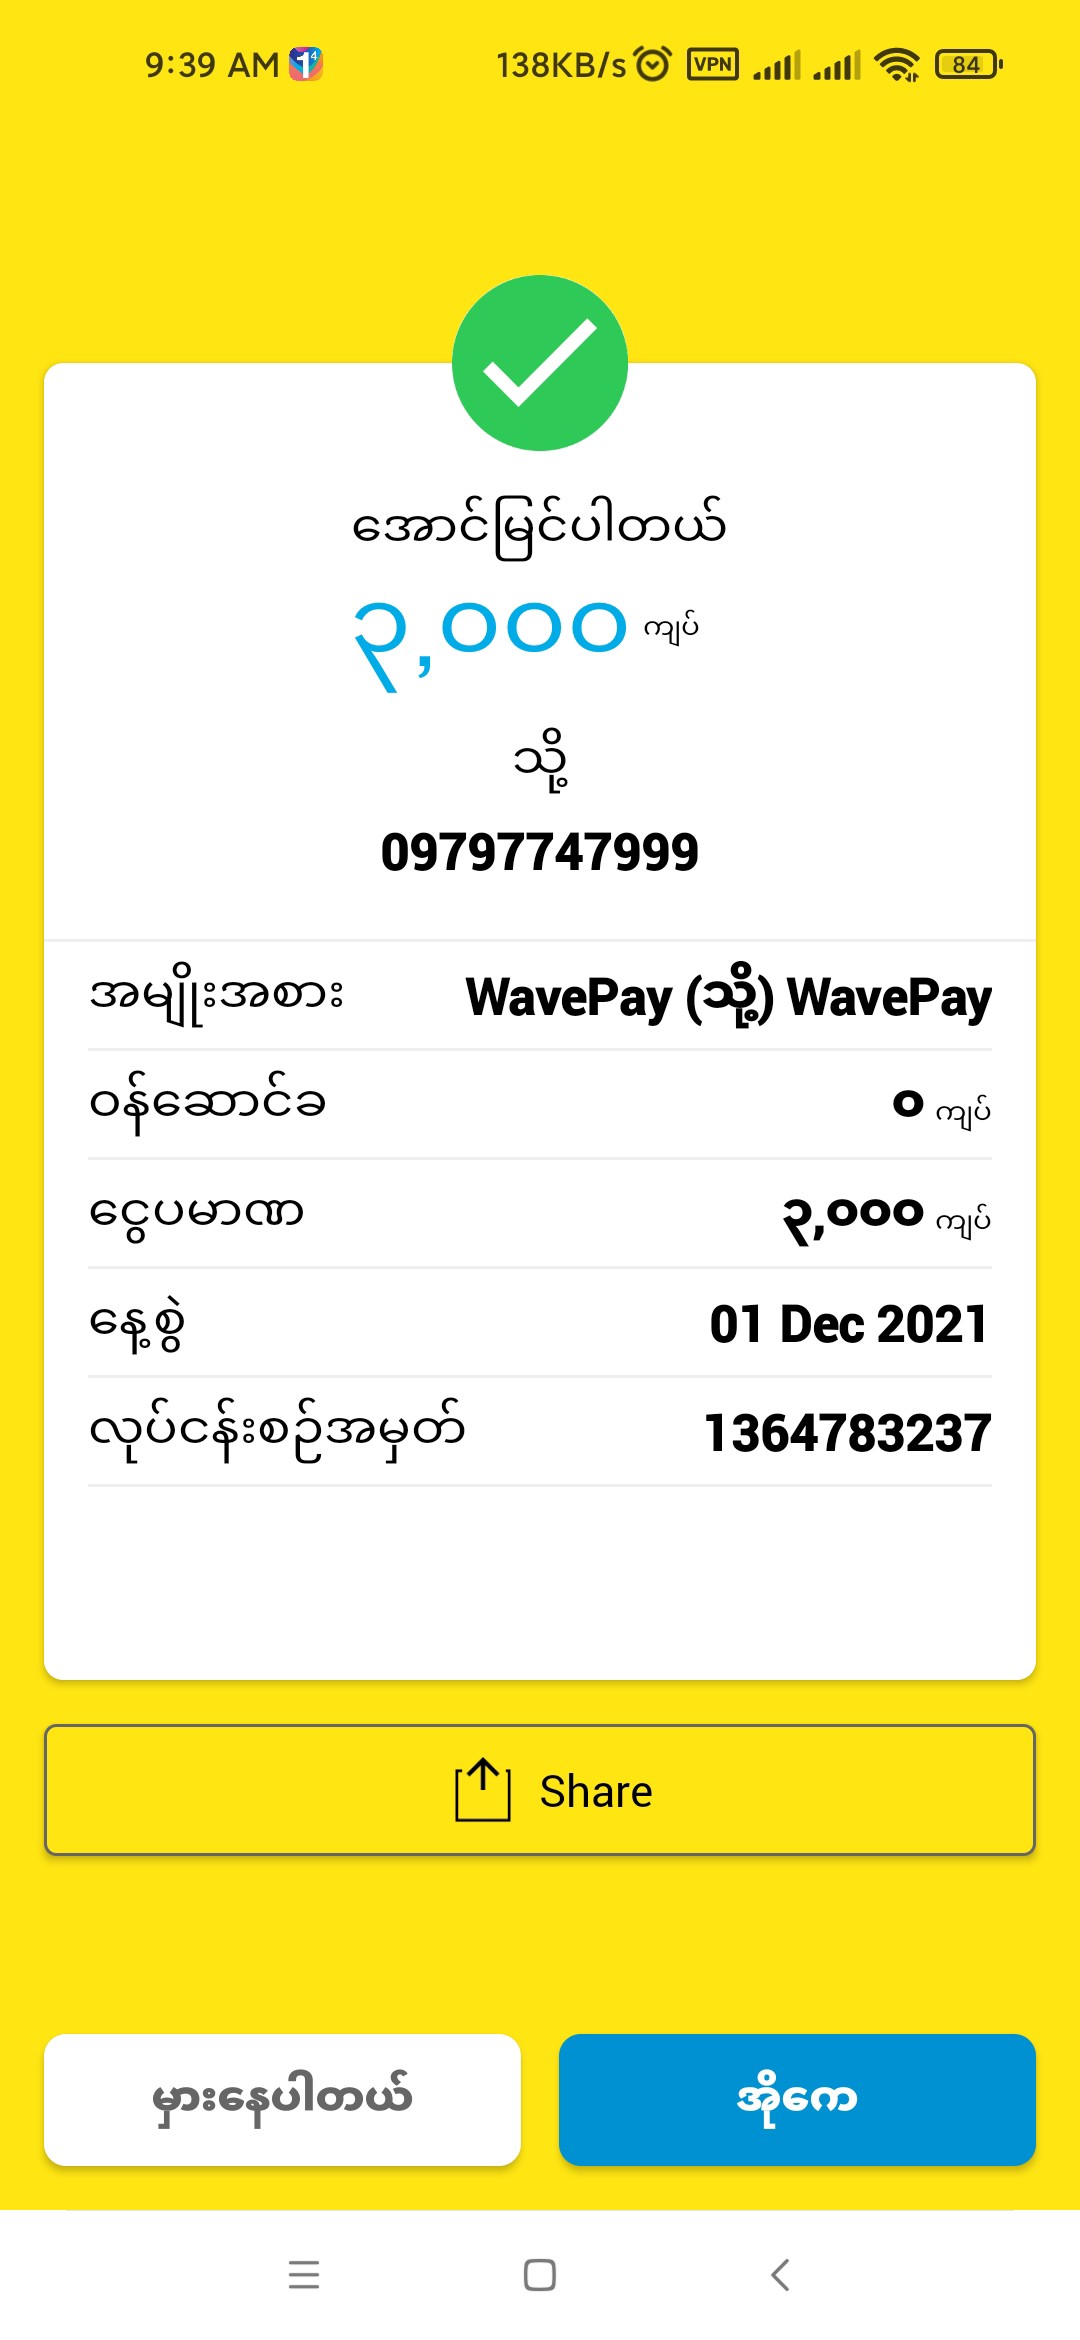 9:39 AM 138KB/s VPN 84
အောင်မြင်ပါတယ်
၃,၀၀၀ ကျပ်
သို့
09797747999
အမျိုးအစား WavePay (သို့) WavePay
ဝန်ဆောင်ခ ၀ ကျပ်
ငွေပမာဏ ၃,၀၀၀ ကျပ်
နေ့စွဲ 01 Dec 2021
လုပ်ငန်းစဉ်အမှတ် 1364783237
Share
မှားနေပါတယ် အိုကေ